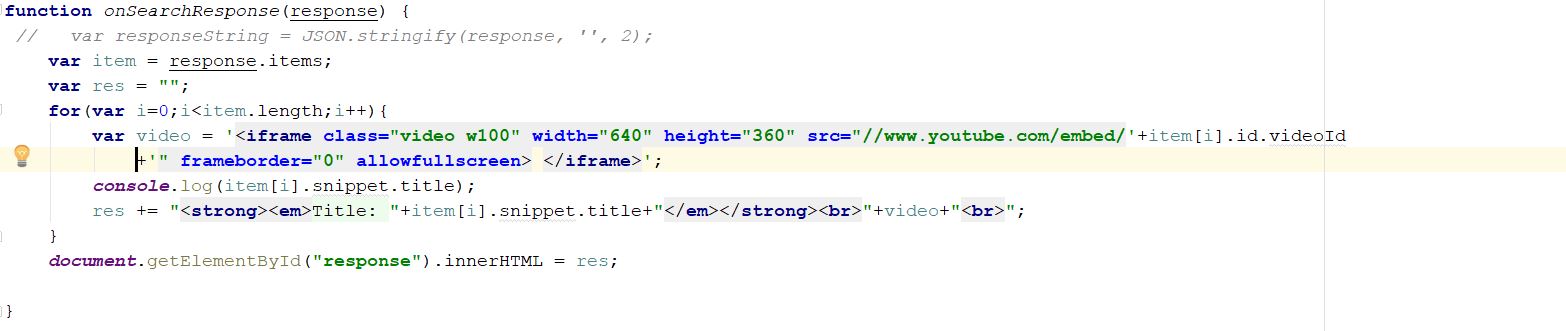 function onSearchResponse(response) {
//   var responseString = JSON.stringify(response, '', 2);
var item = response.items;
var res = "";
for(var i=0;i<item.length;i++){
var video = '<iframe class="video w100" width="640" height="360" src="//www.youtube.com/embed/'+item[i].id.videoId
+'" frameborder="0" allowfullscreen> </iframe>';
console.log(item[i].snippet.title);
res += "<strong><em>Title: "+item[i].snippet.title+"</em></strong><br>"+video+"<br>";
}
document.getElementById("response").innerHTML = res;
}